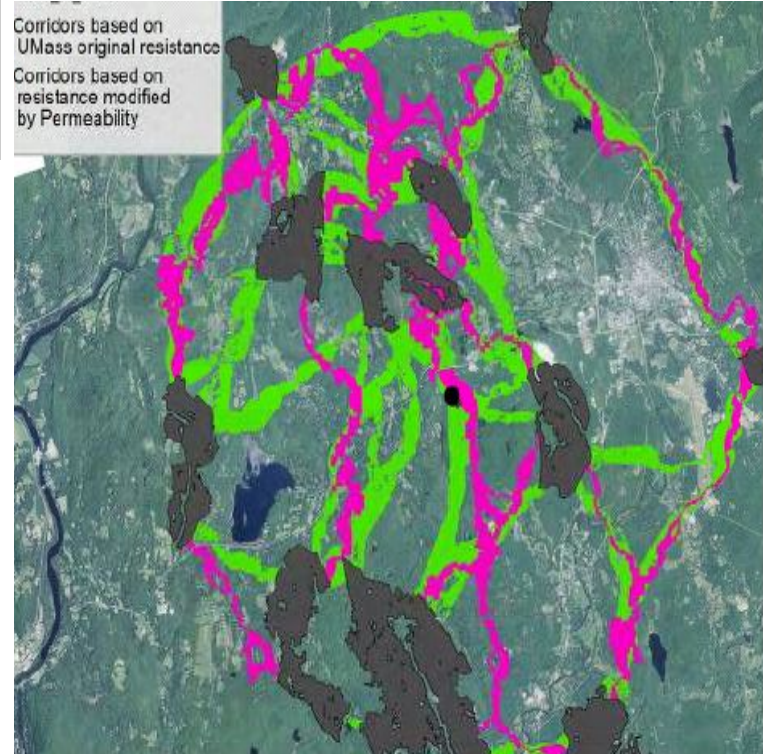 Corridors based on
UMass original resistance
Corridors based on
resistance modified
by Permeability